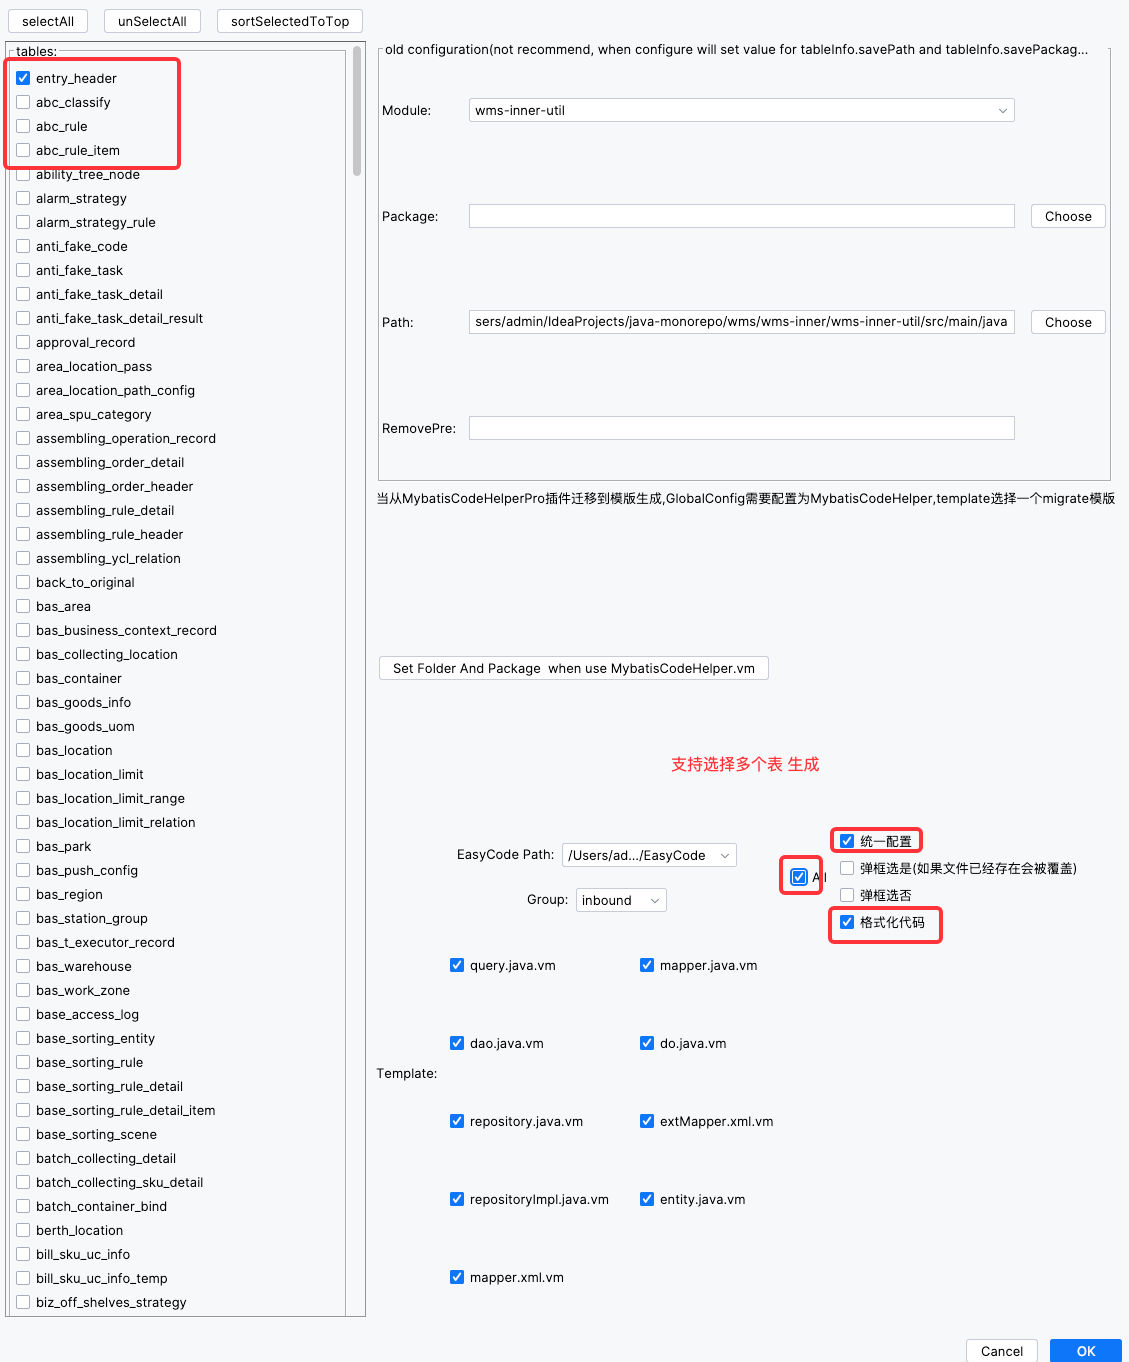 selectAll
unSelectAll
sortSelectedToTop
tables:
entry_header
abc_classify
abc_rule
abc_rule_item
ability_tree_node
alarm_strategy
alarm_strategy_rule
anti_fake_code
anti_fake_task
anti_fake_task_detail
anti_fake_task_detail_result
approval_record
area_location_pass
area_location_path_config
area_spu_category
assembling_operation_record
assembling_order_detail
assembling_order_header
assembling_rule_detail
assembling_rule_header
assembling_ycl_relation
back_to_original
bas_area
bas_business_context_record
bas_collecting_location
bas_container
bas_goods_info
bas_goods_uom
bas_location
bas_location_limit
bas_location_limit_range
bas_location_limit_relation
bas_park
bas_push_config
bas_region
bas_station_group
bas_t_executor_record
bas_warehouse
bas_work_zone
base_access_log
base_sorting_entity
base_sorting_rule
base_sorting_rule_detail
base_sorting_rule_detail_item
base_sorting_scene
batch_collecting_detail
batch_collecting_sku_detail
batch_container_bind
berth_location
bill_sku_uc_info
bill_sku_uc_info_temp
biz_off_shelves_strategy
old configuration(not recommend, when configure will set value for tableInfo.savePath and tableInfo.savePackag...
Module:
wms-inner-util
Package:
Choose
Path:
sers/admin/IdeaProjects/java-monorepo/wms/wms-inner/wms-inner-util/src/main/java
Choose
RemovePre:
当从MybatisCodeHelperPro插件迁移到模版生成,GlobalConfig需要配置为MybatisCodeHelper,template选择一个migrate模版
Set Folder And Package  when use MybatisCodeHelper.vm
支持选择多个表 生成
EasyCode Path:
/Users/ad.../EasyCode
Group:
inbound
All
统一配置
弹框选是(如果文件已经存在会被覆盖)
弹框选否
格式化代码
query.java.vm
mapper.java.vm
dao.java.vm
do.java.vm
Template:
repository.java.vm
extMapper.xml.vm
repositoryImpl.java.vm
entity.java.vm
mapper.xml.vm
Cancel
OK